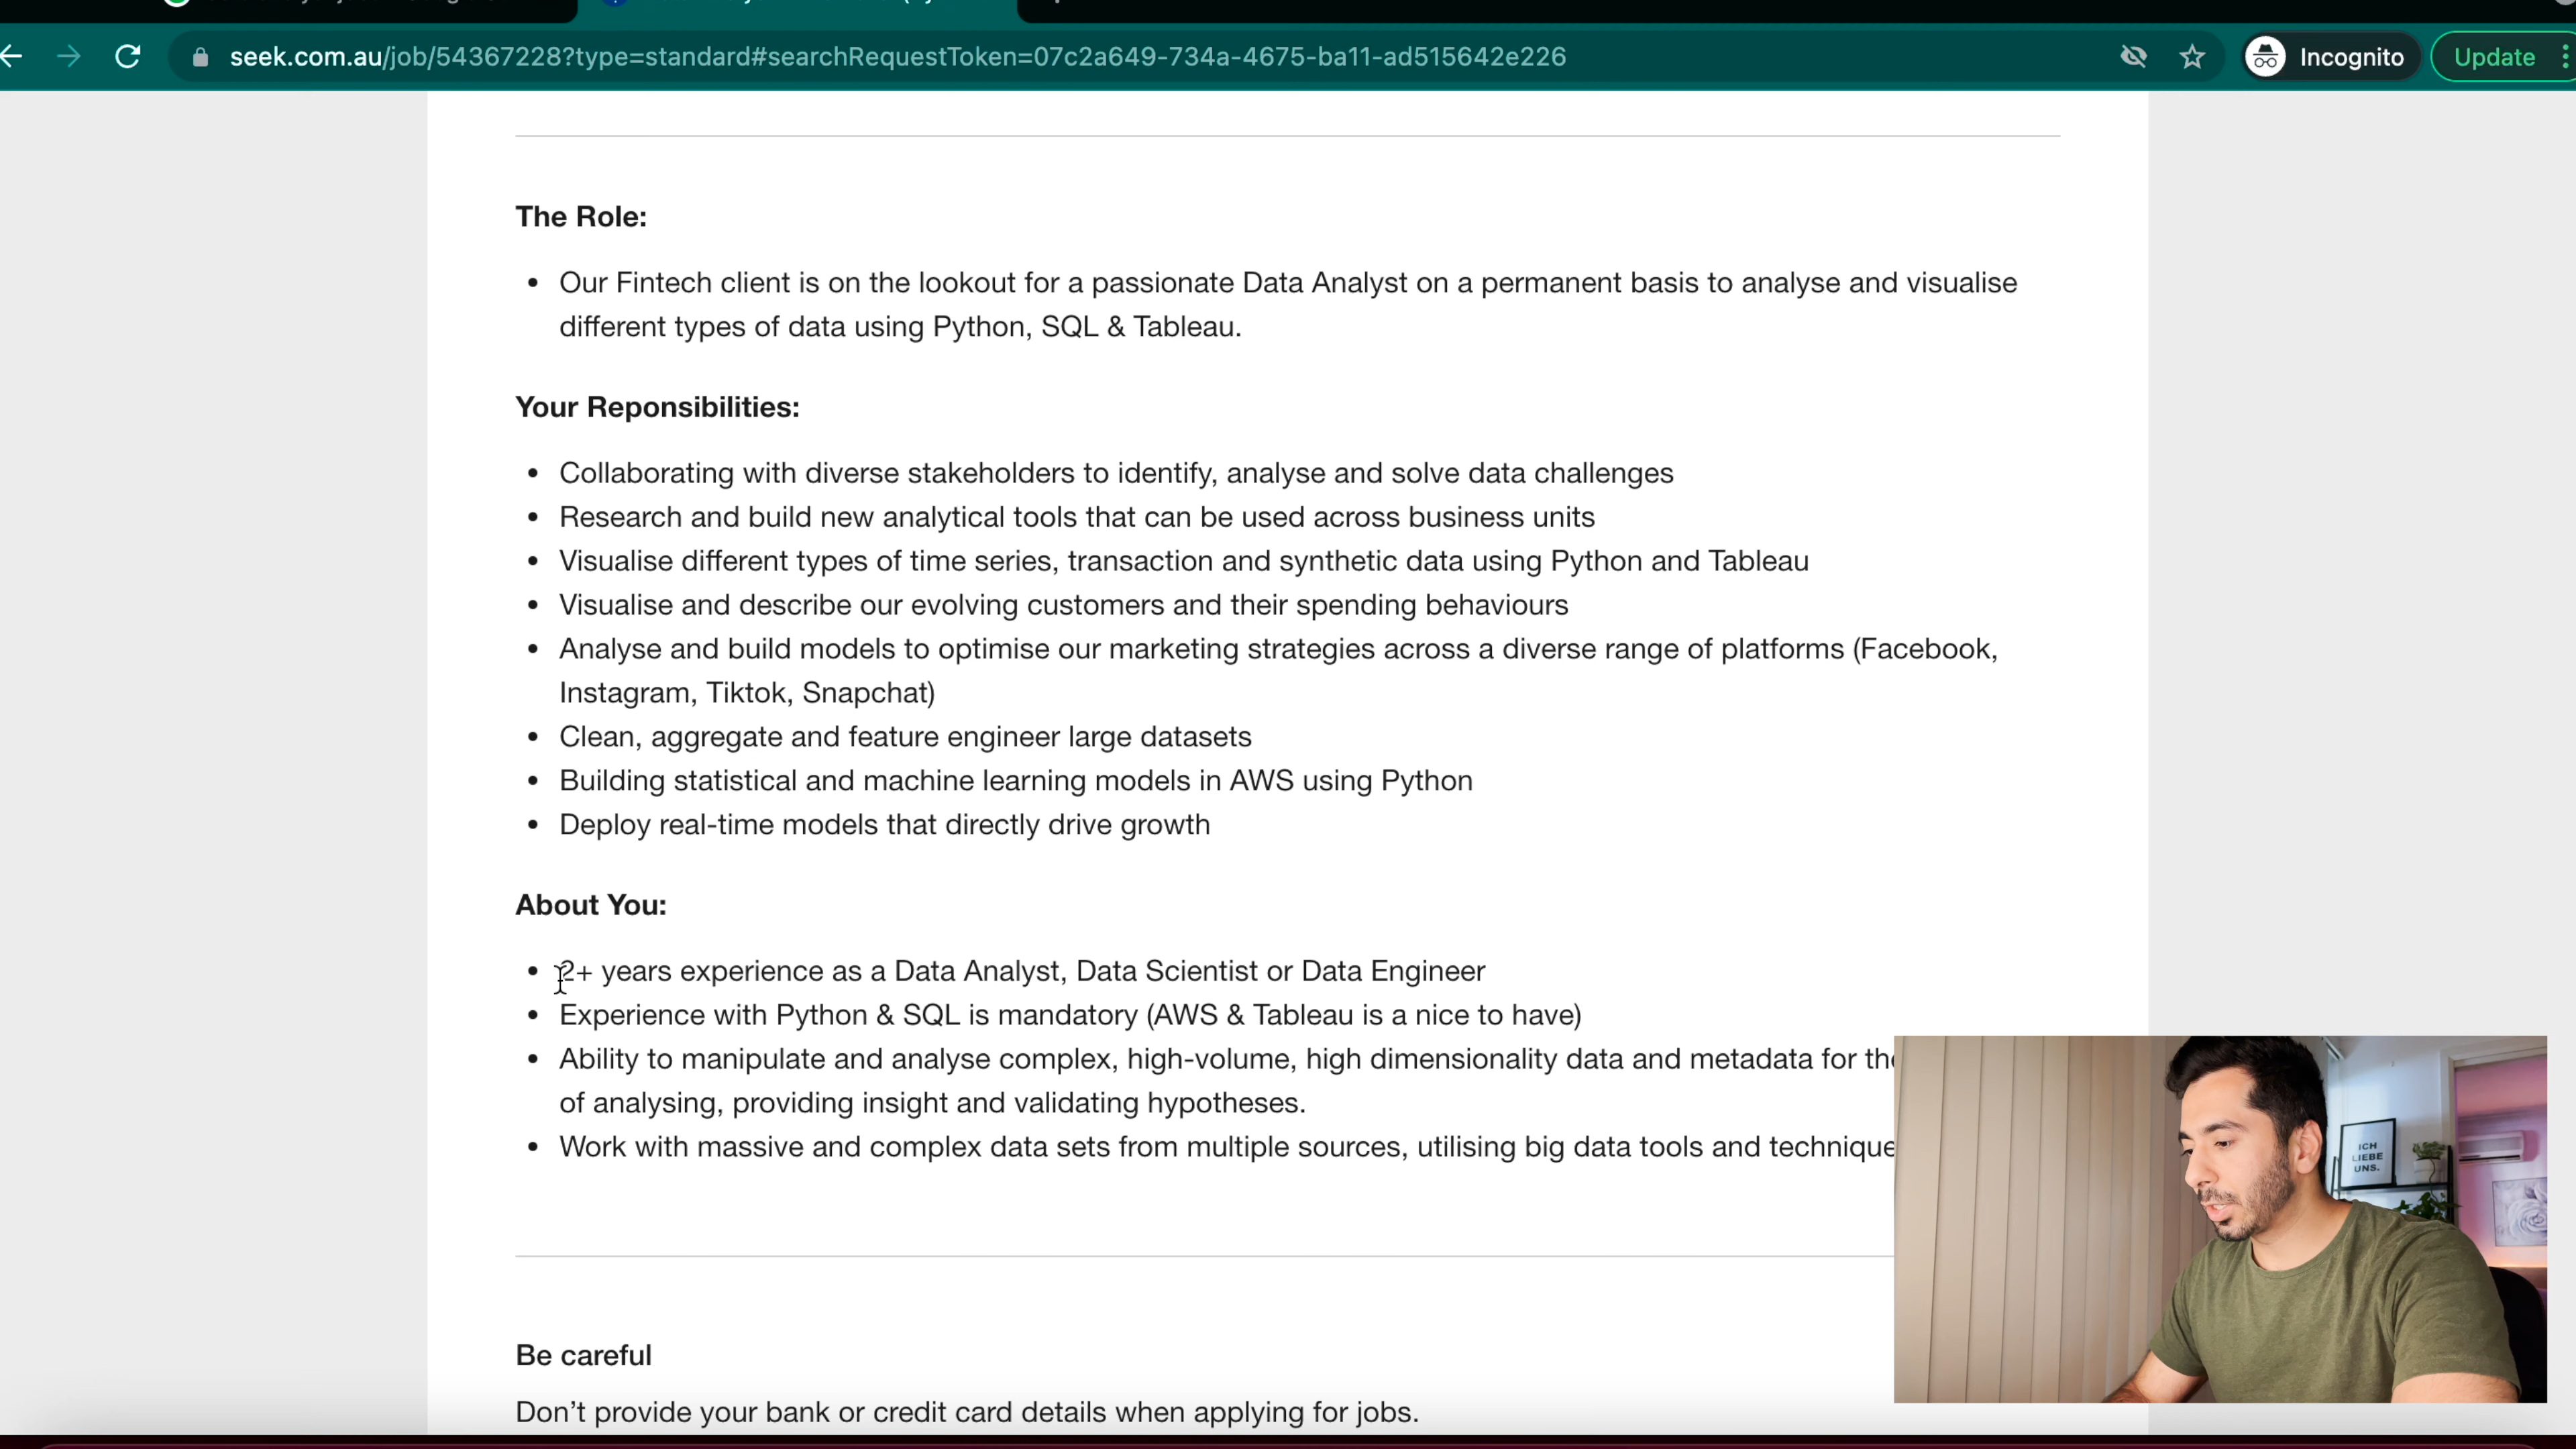 seek.com.au/job/54367228?type=standard#searchRequestToken=07c2a649-734a-4675-ba11-ad515642e226
Incognito
Update
The Role:
• Our Fintech client is on the lookout for a passionate Data Analyst on a permanent basis to analyse and visualise
different types of data using Python, SQL & Tableau.
Your Reponsibilities:
• Collaborating with diverse stakeholders to identify, analyse and solve data challenges
• Research and build new analytical tools that can be used across business units
• Visualise different types of time series, transaction and synthetic data using Python and Tableau
• Visualise and describe our evolving customers and their spending behaviours
• Analyse and build models to optimise our marketing strategies across a diverse range of platforms (Facebook,
Instagram, Tiktok, Snapchat)
• Clean, aggregate and feature engineer large datasets
• Building statistical and machine learning models in AWS using Python
• Deploy real-time models that directly drive growth
About You:
• 2+ years experience as a Data Analyst, Data Scientist or Data Engineer
• Experience with Python & SQL is mandatory (AWS & Tableau is a nice to have)
• Ability to manipulate and analyse complex, high-volume, high dimensionality data and metadata for the
of analysing, providing insight and validating hypotheses.
• Work with massive and complex data sets from multiple sources, utilising big data tools and technique
ICH
LIEBE
UNS.
Be careful
Don't provide your bank or credit card details when applying for jobs.